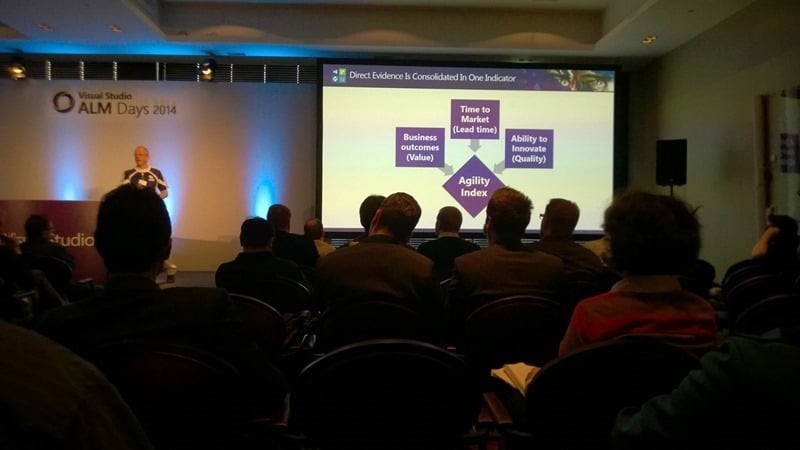 Visual Studio
ALM Days 2014
Direct Evidence Is Consolidated In One Indicator
Time to
Market
(Lead time)
Business
outcomes
(Value)
Ability to
Innovate
(Quality)
Agility
Index
Studio